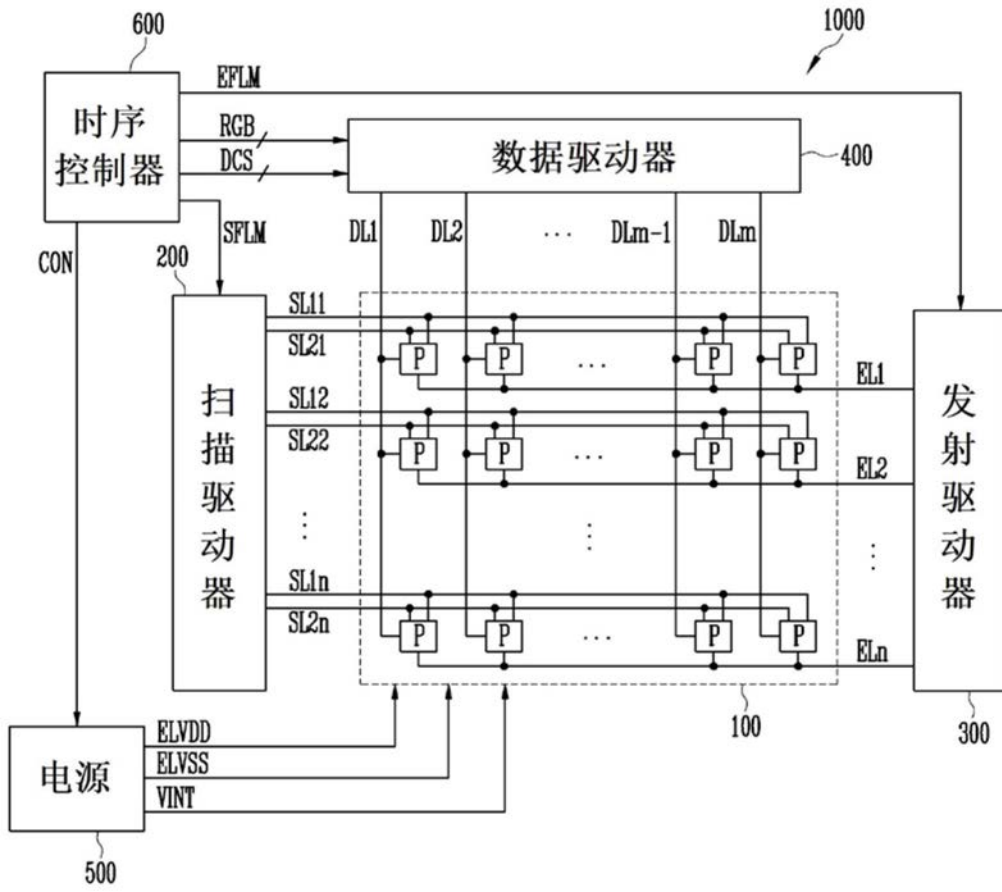 600
1000
EFLM
时序
控制器
RGB
DCS
数据驱动器
400
SFLM
CON
DL1
DL2
...
DLm-1
DLm
200
扫描驱动器
SL11
SL21
P
P
...
P
P
EL1
SL12
SL22
P
P
...
P
P
EL2
...
...
...
SL1n
SL2n
P
P
...
P
P
ELn
发射驱动器
100
300
电源
ELVDD
ELVSS
VINT
500